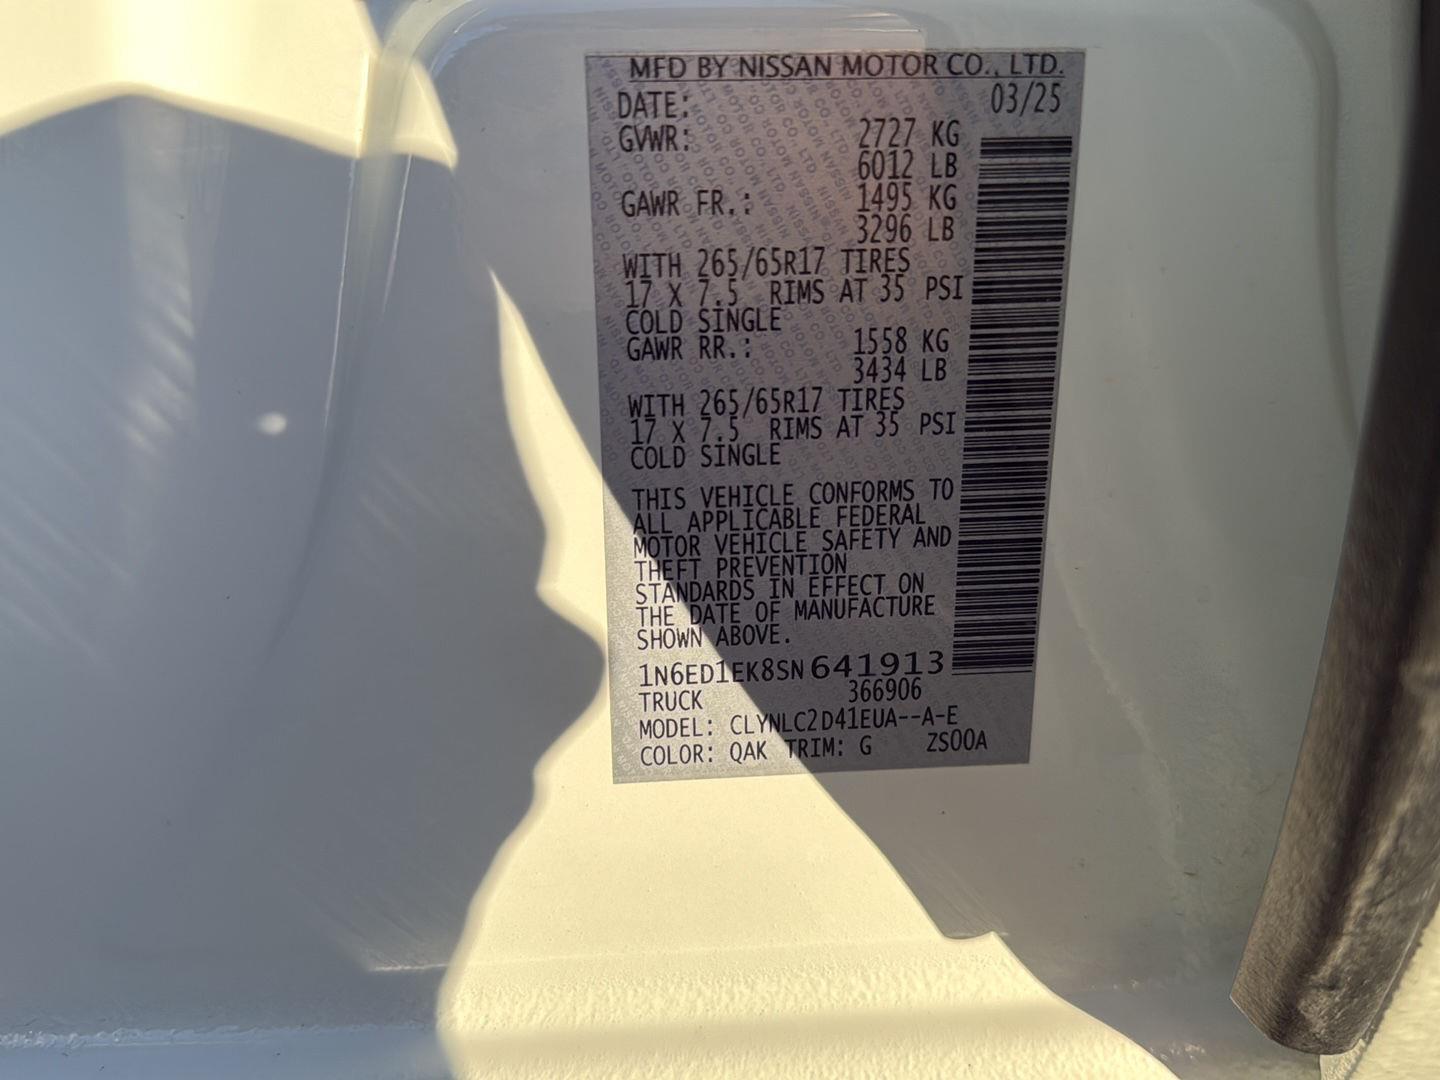 MFD BY NISSAN MOTOR CO., LTD.
DATE: 03/25
GVWR: 2727 KG
6012 LB
GAWR FR.: 1495 KG
3296 LB
WITH 265/65R17 TIRES
17 X 7.5 RIMS AT 35 PSI
COLD SINGLE
GAWR RR.: 1558 KG
3434 LB
WITH 265/65R17 TIRES
17 X 7.5 RIMS AT 35 PSI
COLD SINGLE
THIS VEHICLE CONFORMS TO
ALL APPLICABLE FEDERAL
MOTOR VEHICLE SAFETY AND
THEFT PREVENTION
STANDARDS IN EFFECT ON
THE DATE OF MANUFACTURE
SHOWN ABOVE.
1N6ED1EK8SN641913
TRUCK 366906
MODEL: CLYNLC2D41EUA--A-E
COLOR: QAK TRIM: G ZS00A